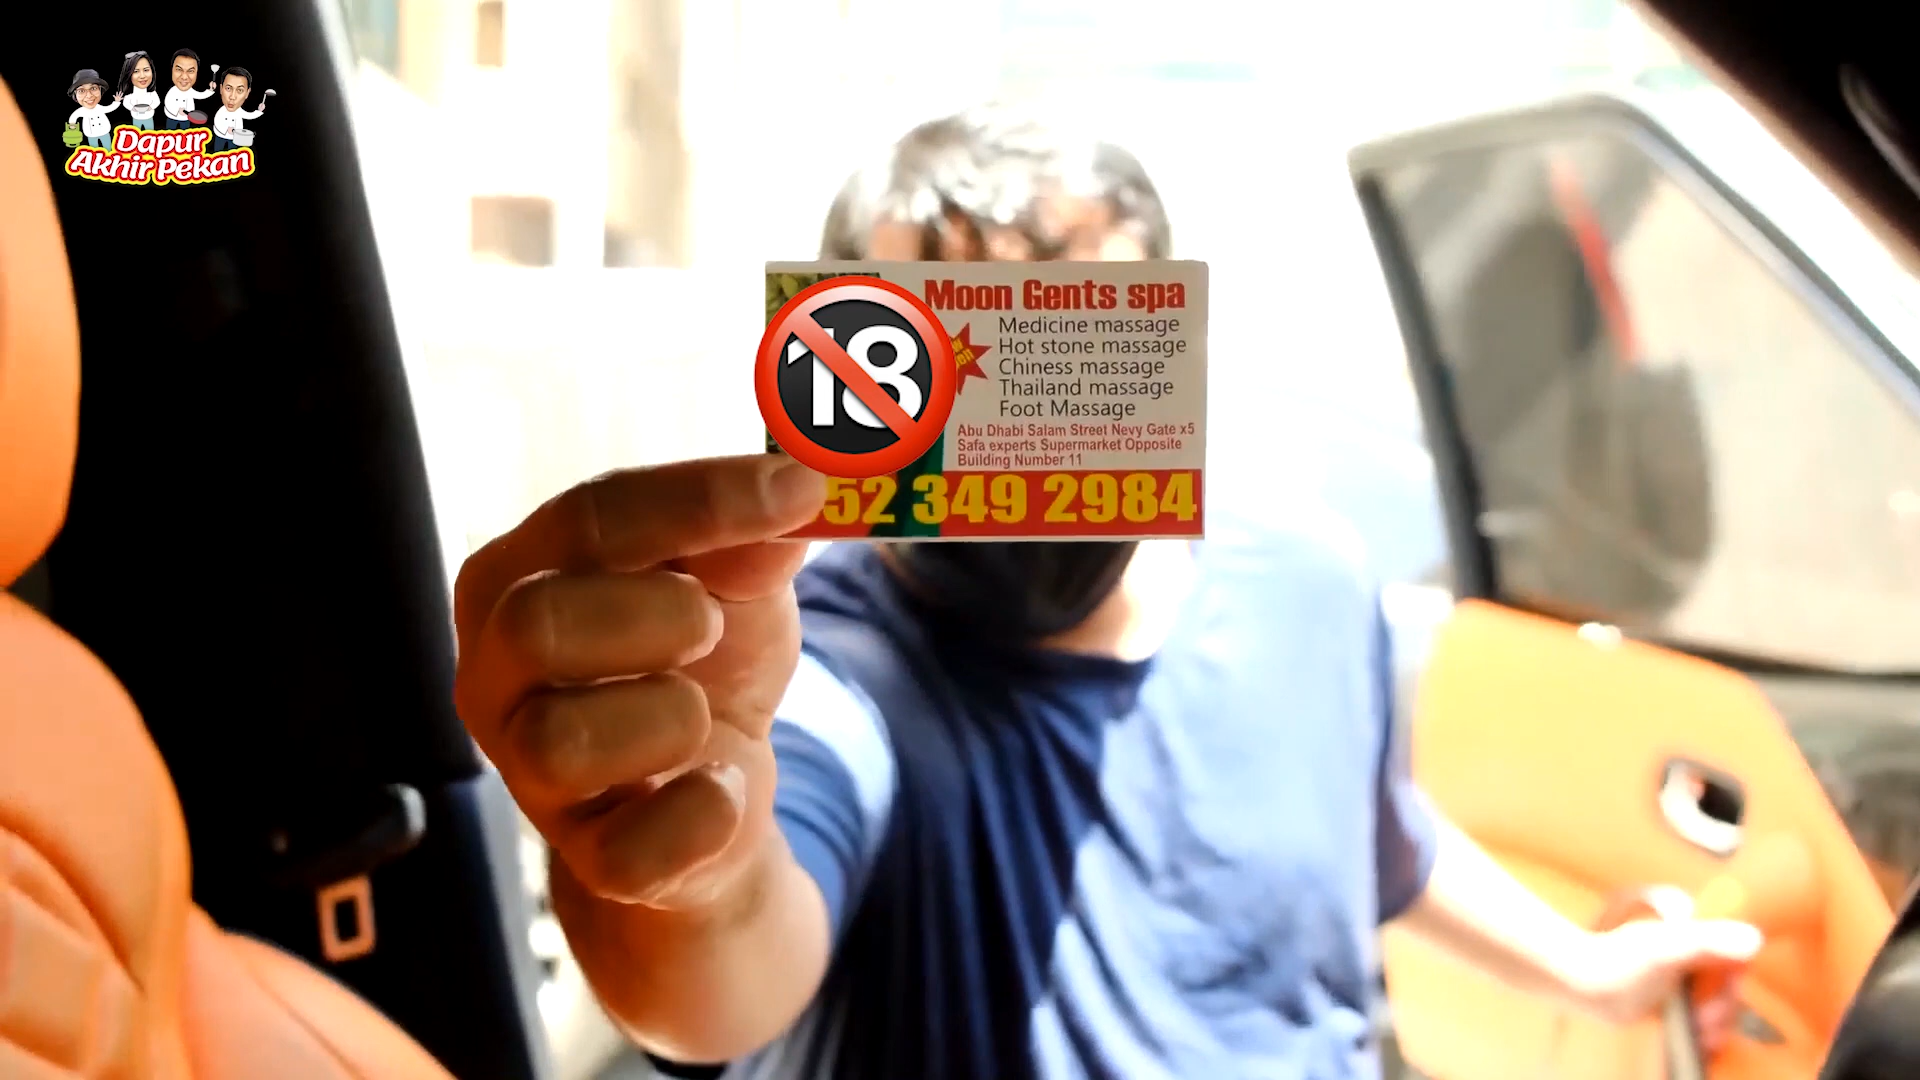 Dapur
Akhir Pekan
Moon Gents spa
Medicine massage
Hot stone massage
Chiness massage
Thailand massage
Foot Massage
Abu Dhabi Salam Street Nevy Gate x5
Safa experts Supermarket Opposite
Building Number 11
18
52 349 2984